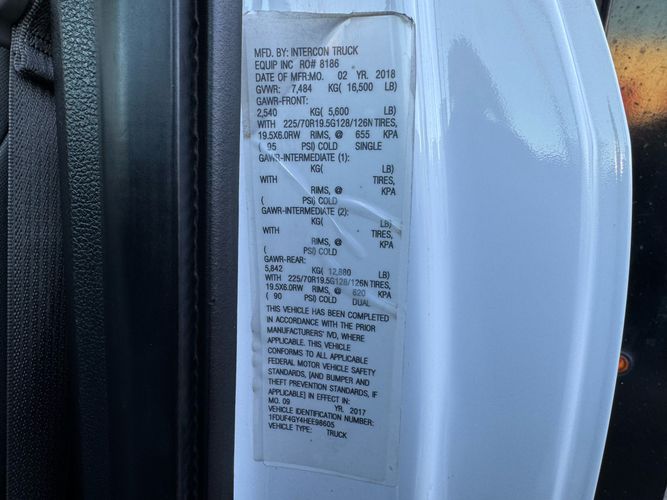 MFD. BY: INTERCON TRUCK
EQUIP INC RO# 8186
DATE OF MFR:MO. 02 YR. 2018
GVWR: 7,484 KG( 16,500 LB)
GAWR-FRONT:
2,540 KG( 5,600 LB)
WITH 225/70R19.5G128/126N TIRES,
19.5X6.0RW RIMS, @ 655 KPA
( 95 PSI) COLD SINGLE
GAWR-INTERMEDIATE (1):
KG( LB)
WITH TIRES,
RIMS, @ KPA
( PSI) COLD
GAWR-INTERMEDIATE (2):
KG( LB)
WITH TIRES,
RIMS, @ KPA
( PSI) COLD
GAWR-REAR:
5,842 KG( 12,880 LB)
WITH 225/70R19.5G128/126N TIRES,
19.5X6.0RW RIMS, @ 620 KPA
( 90 PSI) COLD DUAL
THIS VEHICLE HAS BEEN COMPLETED
IN ACCORDANCE WITH THE PRIOR
MANUFACTURERS' IVD, WHERE
APPLICABLE. THIS VEHICLE
CONFORMS TO ALL APPLICABLE
FEDERAL MOTOR VEHICLE SAFETY
STANDARDS, [AND BUMPER AND
THEFT PREVENTION STANDARDS, IF
APPLICABLE] IN EFFECT IN:
MO. 09 YR. 2017
VEHICLE IDENTIFICATION NUMBER:
1FDUF4GY4HEE98605
VEHICLE TYPE: TRUCK